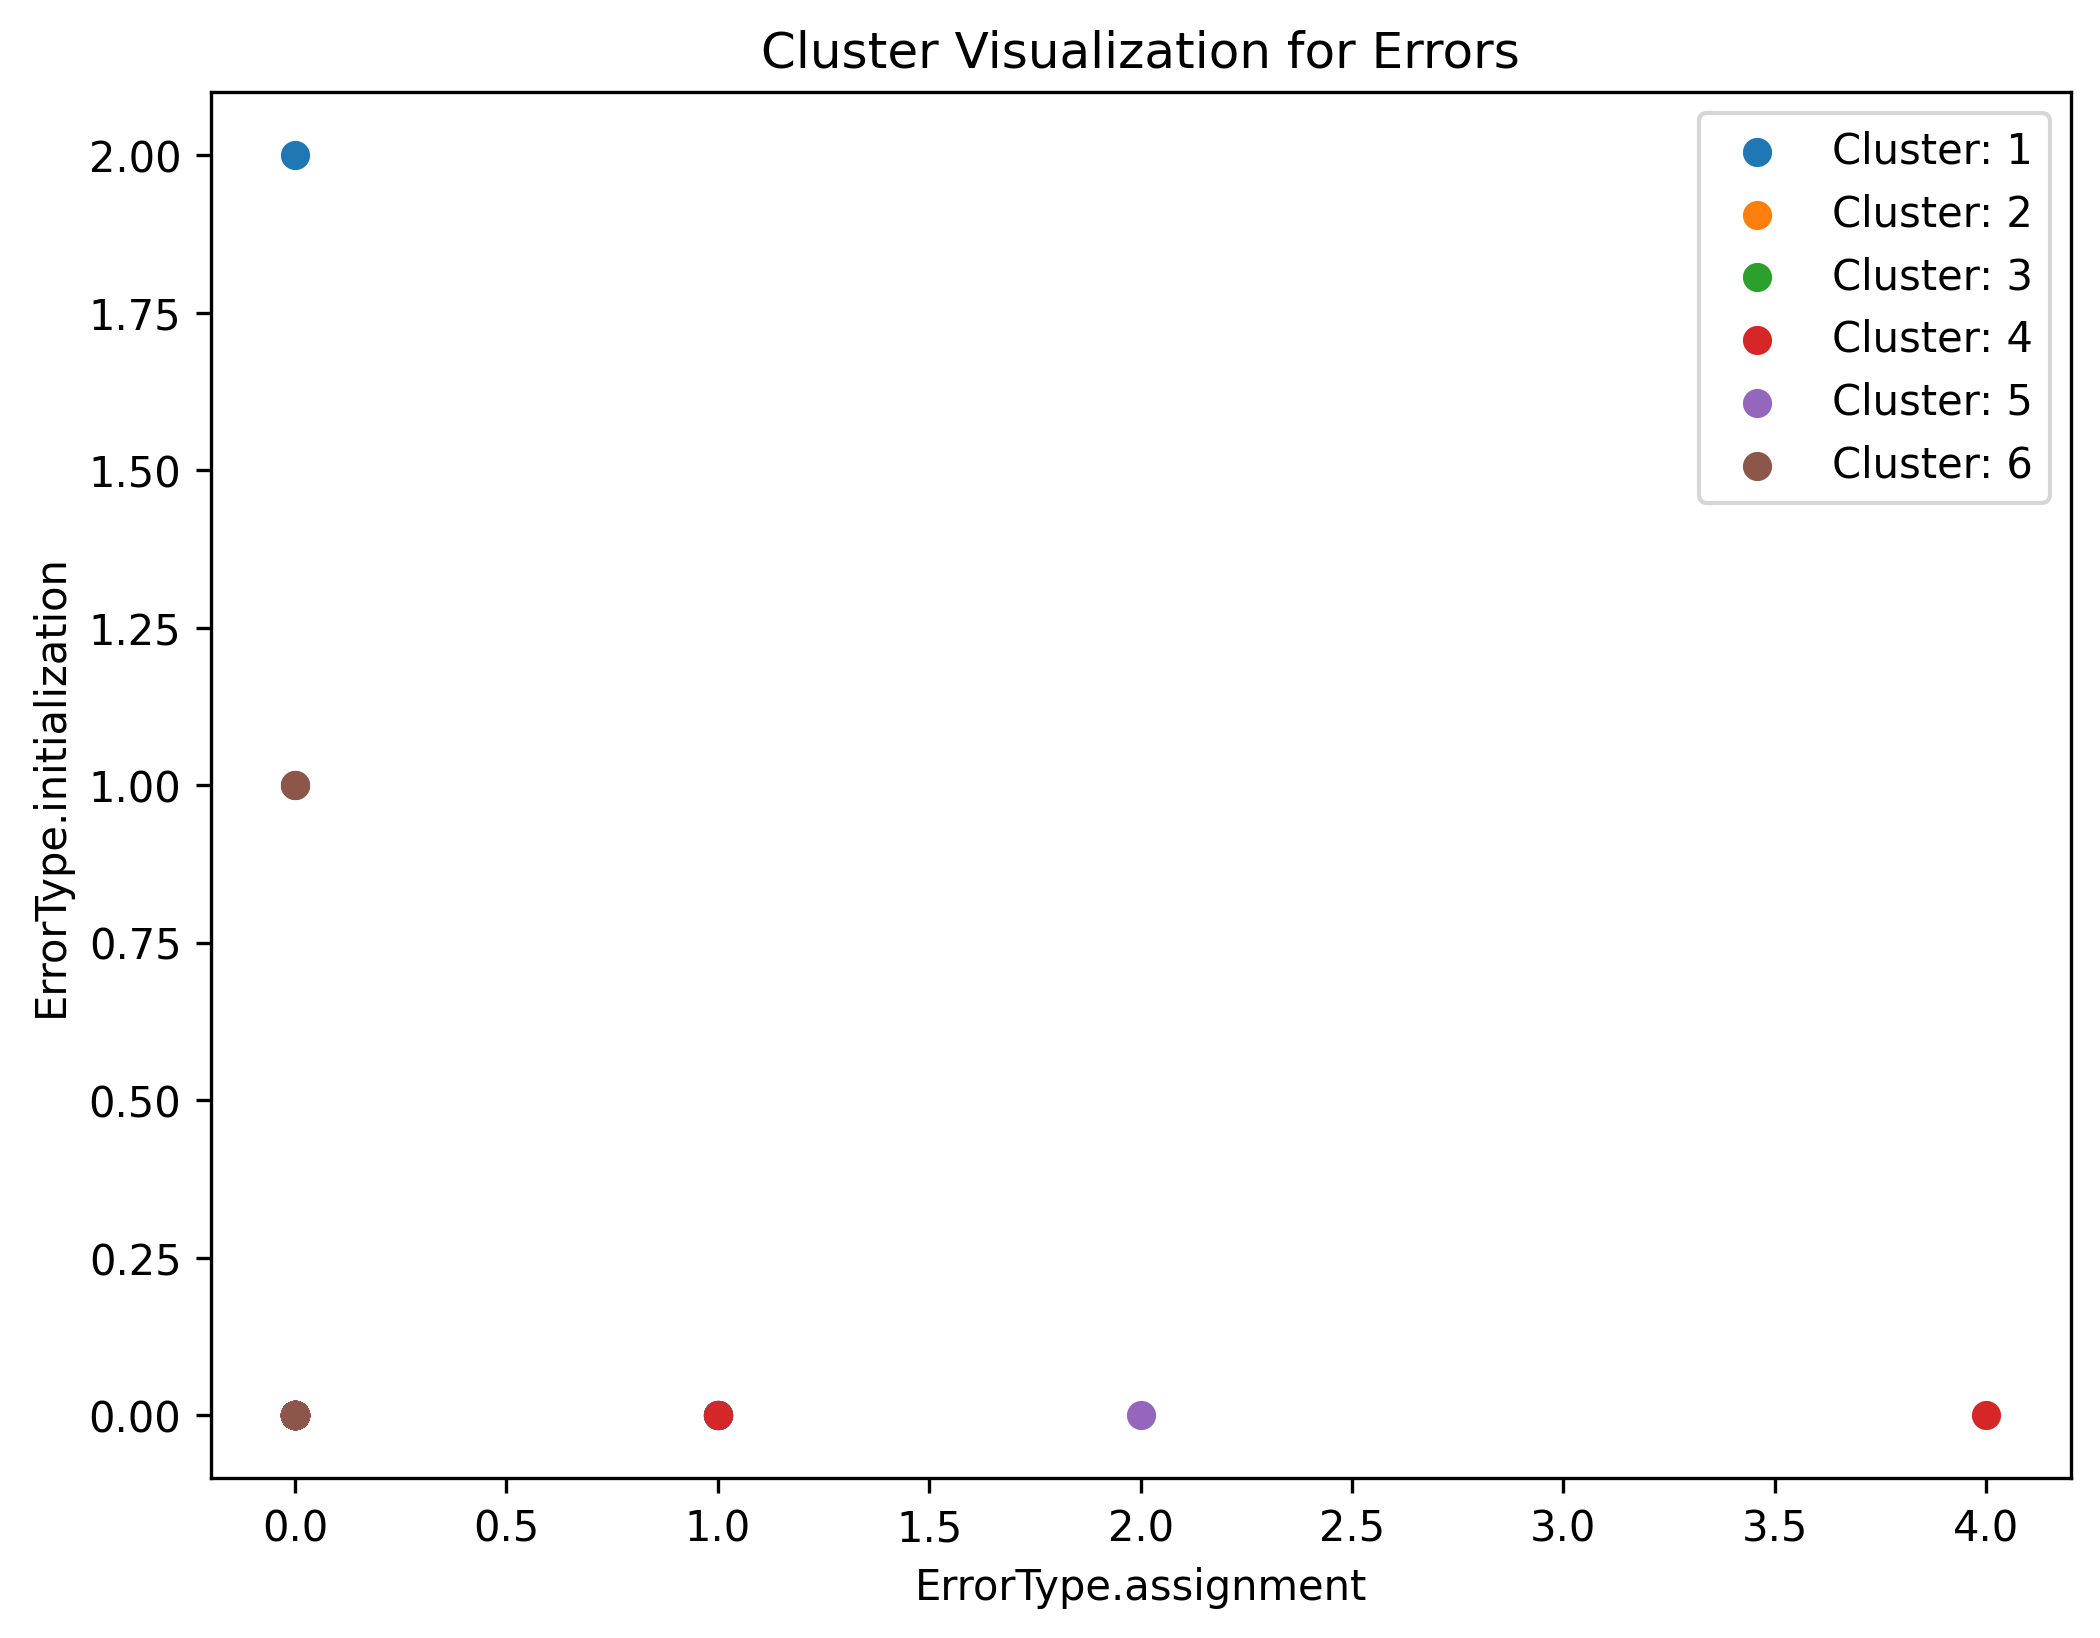 Cluster Visualization for Errors
Cluster: 1
Cluster: 2
Cluster: 3
Cluster: 4
Cluster: 5
Cluster: 6
ErrorType.initialization
2.00
1.75
1.50
1.25
1.00
0.75
0.50
0.25
0.00
0.0 0.5 1.0 1.5 2.0 2.5 3.0 3.5 4.0
ErrorType.assignment